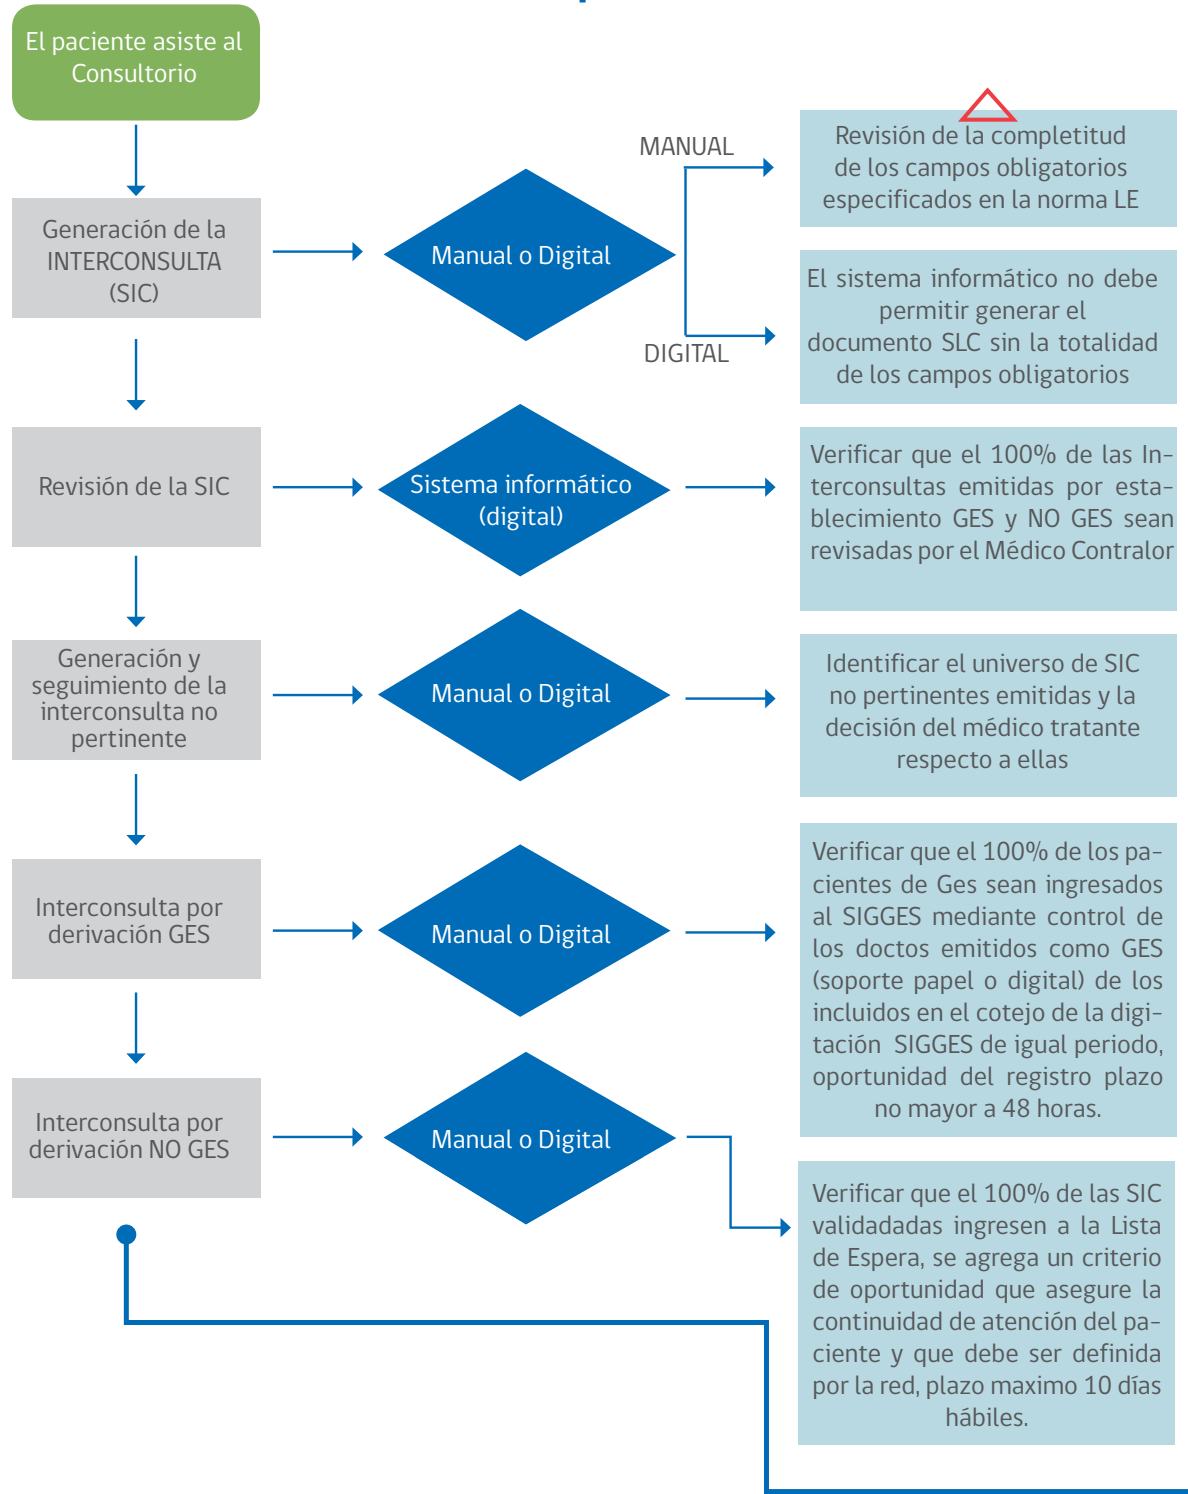 El paciente asiste al
Consultorio
Generación de la
INTERCONSULTA
(SIC)
Manual o Digital
MANUAL
DIGITAL
Revisión de la completitud
de los campos obligatorios
especificados en la norma LE
El sistema informático no debe
permitir generar el
documento SLC sin la totalidad
de los campos obligatorios
Revisión de la SIC
Sistema informático
(digital)
Verificar que el 100% de las In-
terconsultas emitidas por esta-
blecimiento GES y NO GES sean
revisadas por el Médico Contralor
Generación y
seguimiento de la
interconsulta no
pertinente
Manual o Digital
Identificar el universo de SIC
no pertinentes emitidas y la
decisión del médico tratante
respecto a ellas
Interconsulta por
derivación GES
Manual o Digital
Verificar que el 100% de los pa-
cientes de Ges sean ingresados
al SIGGES mediante control de
los doctos emitidos como GES
(soporte papel o digital) de los
incluidos en el cotejo de la digi-
tación SIGGES de igual periodo,
oportunidad del registro plazo
no mayor a 48 horas.
Interconsulta por
derivación NO GES
Manual o Digital
Verificar que el 100% de las SIC
validadadas ingresen a la Lista
de Espera, se agrega un criterio
de oportunidad que asegure la
continuidad de atención del pa-
ciente y que debe ser definida
por la red, plazo maximo 10 días
hábiles.